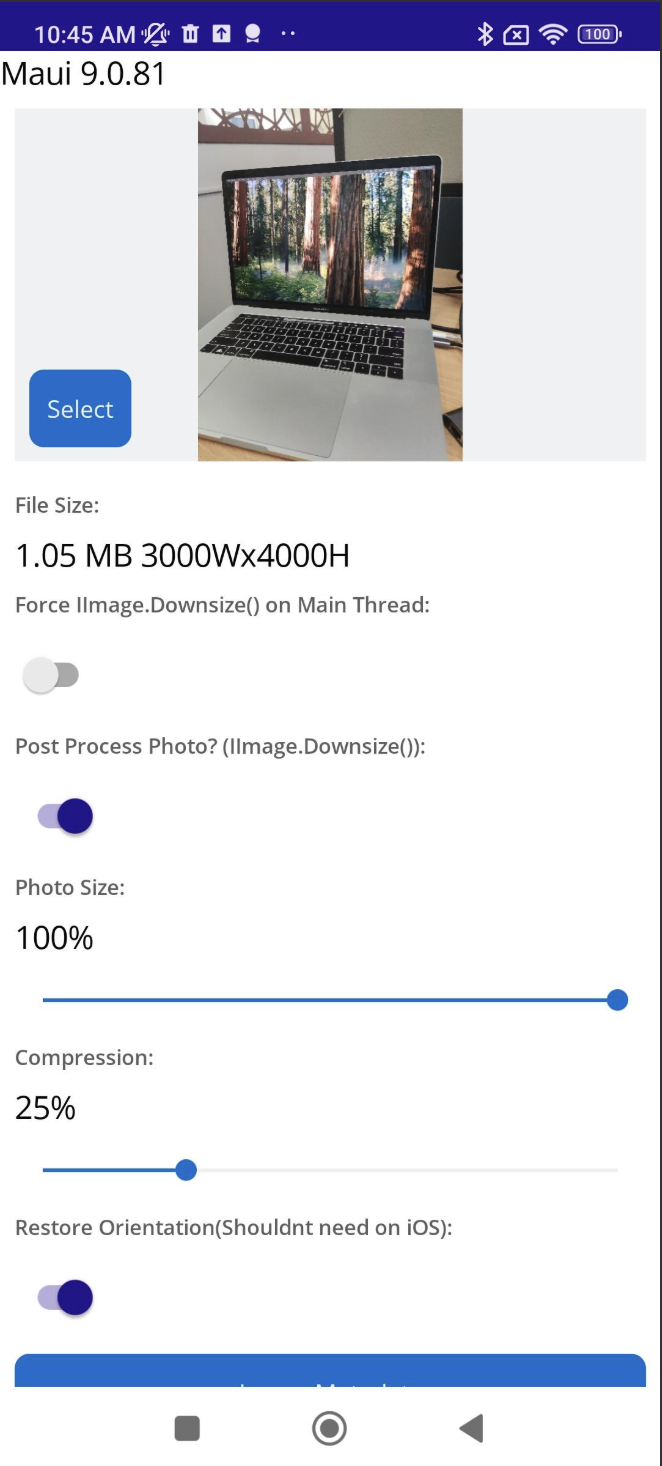 10:45 AM
100
Maui 9.0.81
Select
File Size:
1.05 MB 3000Wx4000H
Force IImage.Downsize() on Main Thread:
Post Process Photo? (IImage.Downsize()):
Photo Size:
100%
Compression:
25%
Restore Orientation(Shouldnt need on iOS):